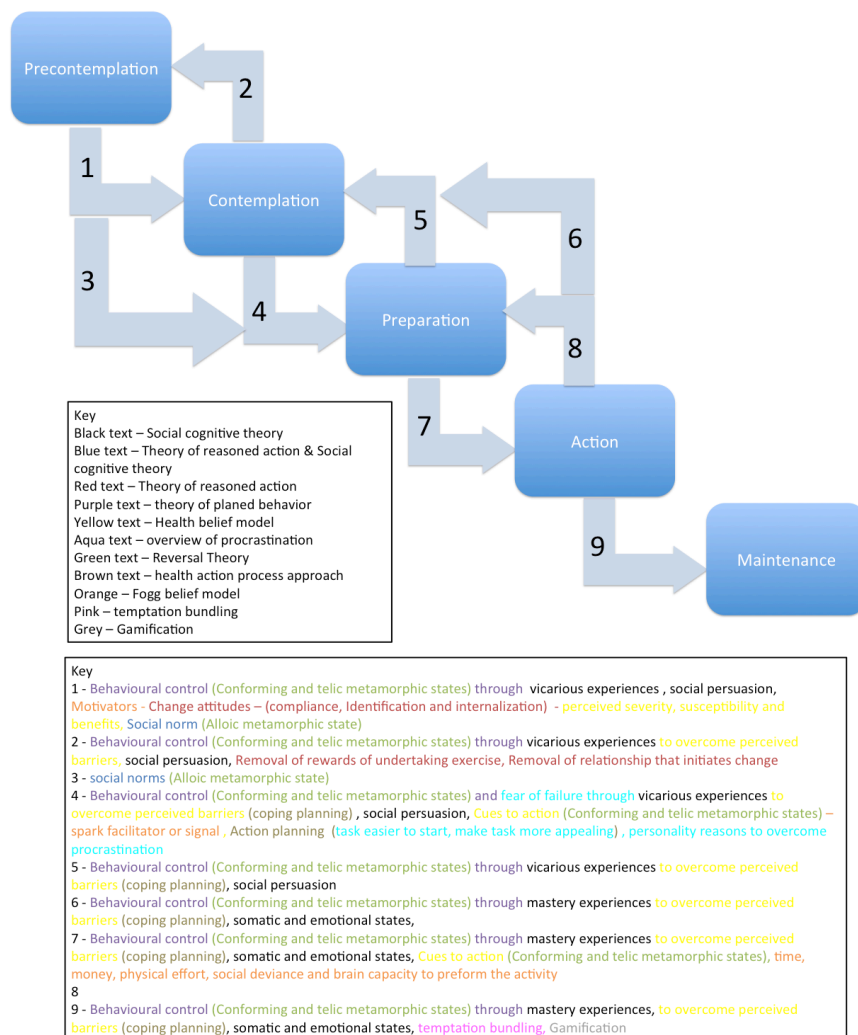 Precontemplation
2
1
Contemplation
5
6
3
4
Preparation
8
7
Action
9
Maintenance
Key
Black text – Social cognitive theory
Blue text – Theory of reasoned action & Social
cognitive theory
Red text – Theory of reasoned action
Purple text – theory of planed behavior
Yellow text – Health belief model
Aqua text – overview of procrastination
Green text – Reversal Theory
Brown text – health action process approach
Orange – Fogg belief model
Pink – temptation bundling
Grey – Gamification
Key
1 - Behavioural control (Conforming and telic metamorphic states) through vicarious experiences , social persuasion,
Motivators - Change attitudes – (compliance, Identification and internalization) - perceived severity, susceptibility and
benefits, Social norm (Alloic metamorphic state)
2 - Behavioural control (Conforming and telic metamorphic states) through vicarious experiences to overcome perceived
barriers, social persuasion, Removal of rewards of undertaking exercise, Removal of relationship that initiates change
3 - social norms (Alloic metamorphic state)
4 - Behavioural control (Conforming and telic metamorphic states) and fear of failure through vicarious experiences to
overcome perceived barriers (coping planning) , social persuasion, Cues to action (Conforming and telic metamorphic states) –
spark facilitator or signal , Action planning (task easier to start, make task more appealing) , personality reasons to overcome
procrastination
5 - Behavioural control (Conforming and telic metamorphic states) through vicarious experiences to overcome perceived
barriers (coping planning), social persuasion
6 - Behavioural control (Conforming and telic metamorphic states) through mastery experiences to overcome perceived
barriers (coping planning), somatic and emotional states,
7 - Behavioural control (Conforming and telic metamorphic states) through mastery experiences to overcome perceived
barriers (coping planning), somatic and emotional states, Cues to action (Conforming and telic metamorphic states), time,
money, physical effort, social deviance and brain capacity to preform the activity
8
9 - Behavioural control (Conforming and telic metamorphic states) through mastery experiences, to overcome perceived
barriers (coping planning), somatic and emotional states, temptation bundling, Gamification